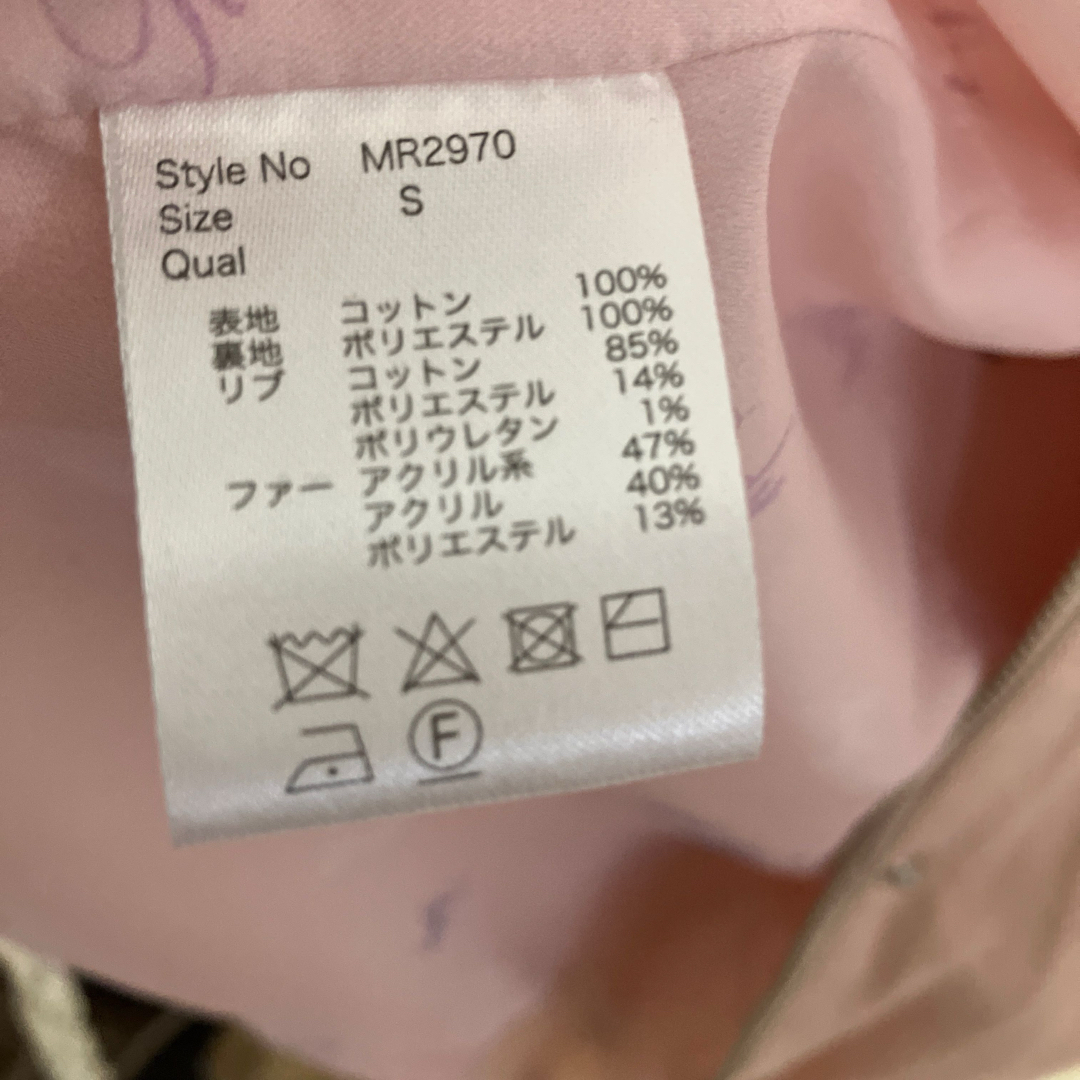 Style No MR2970
Size S
Qual
表地 コットン 100%
裏地 ポリエステル 100%
リブ コットン 85%
ポリエステル 14%
ポリウレタン 1%
ファー アクリル系 47%
アクリル 40%
ポリエステル 13%
F